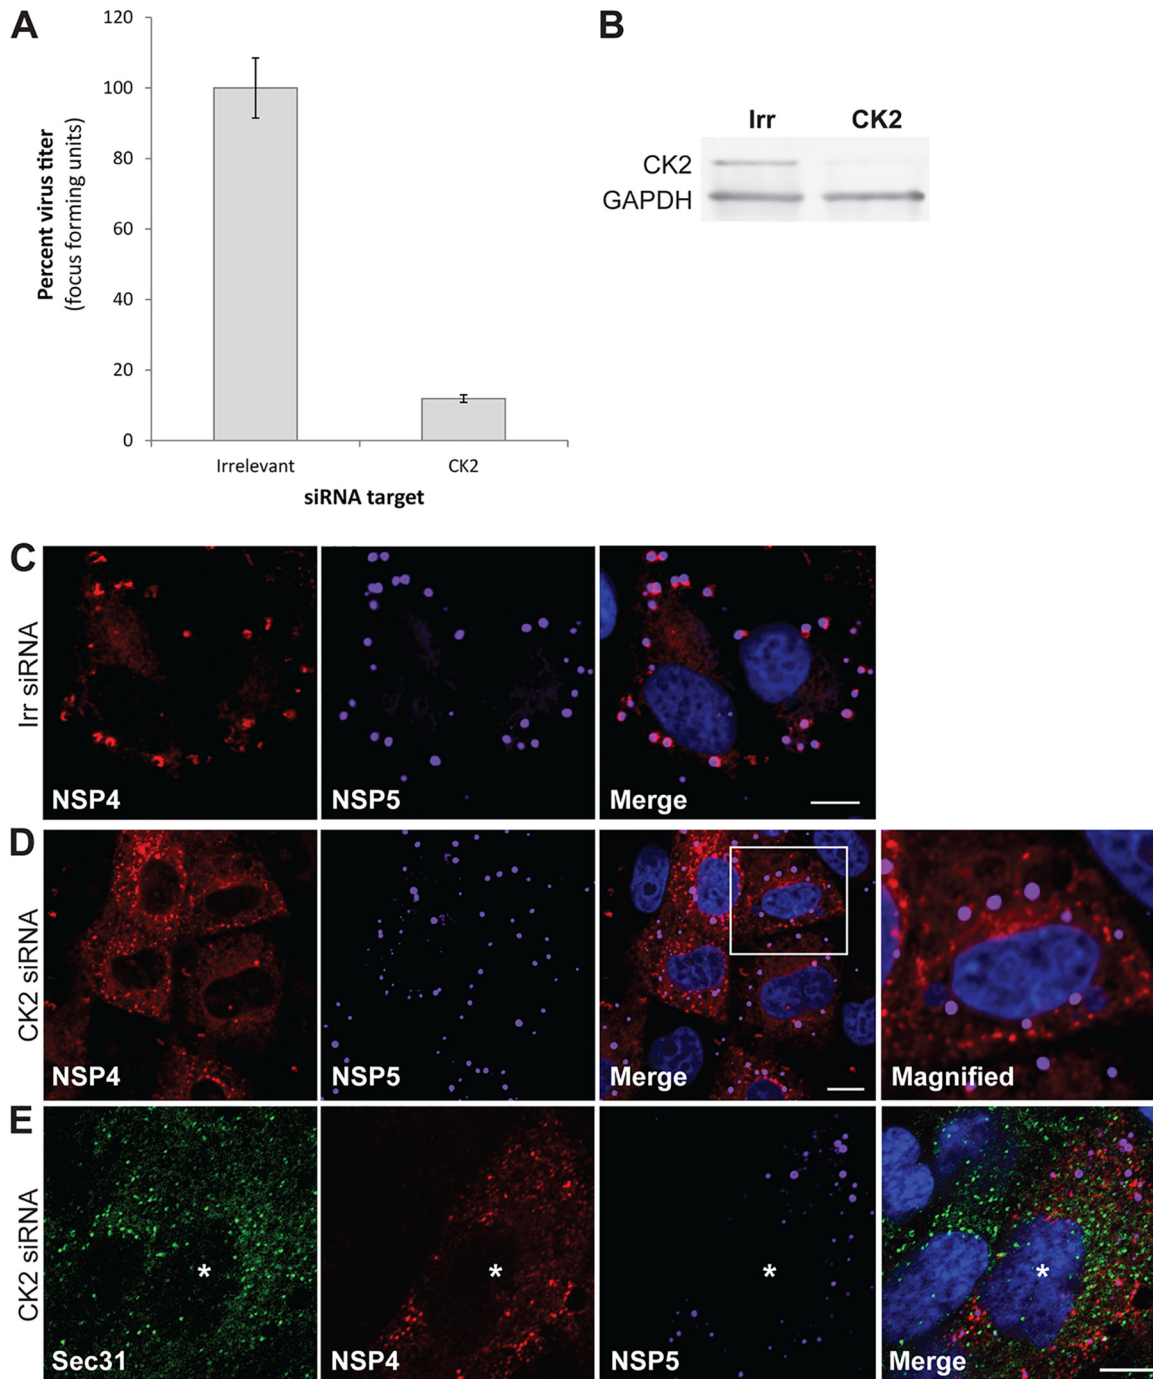 A
120
100
80
60
40
20
0
Percent virus titer
(focus forming units)
Irrelevant CK2
siRNA target
B
Irr CK2
CK2
GAPDH
C
Irr siRNA
NSP4 NSP5 Merge
D
CK2 siRNA
NSP4 NSP5 Merge Magnified
E
CK2 siRNA
* * * *
Sec31 NSP4 NSP5 Merge